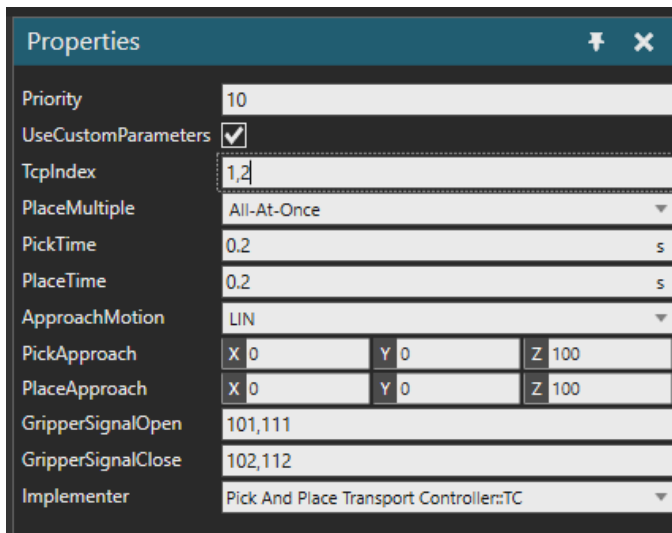 Properties
Priority 10
UseCustomParameters
TcpIndex 1,2
PlaceMultiple All-At-Once
PickTime 0.2 s
PlaceTime 0.2 s
ApproachMotion LIN
PickApproach X 0 Y 0 Z 100
PlaceApproach X 0 Y 0 Z 100
GripperSignalOpen 101,111
GripperSignalClose 102,112
Implementer Pick And Place Transport Controller::TC